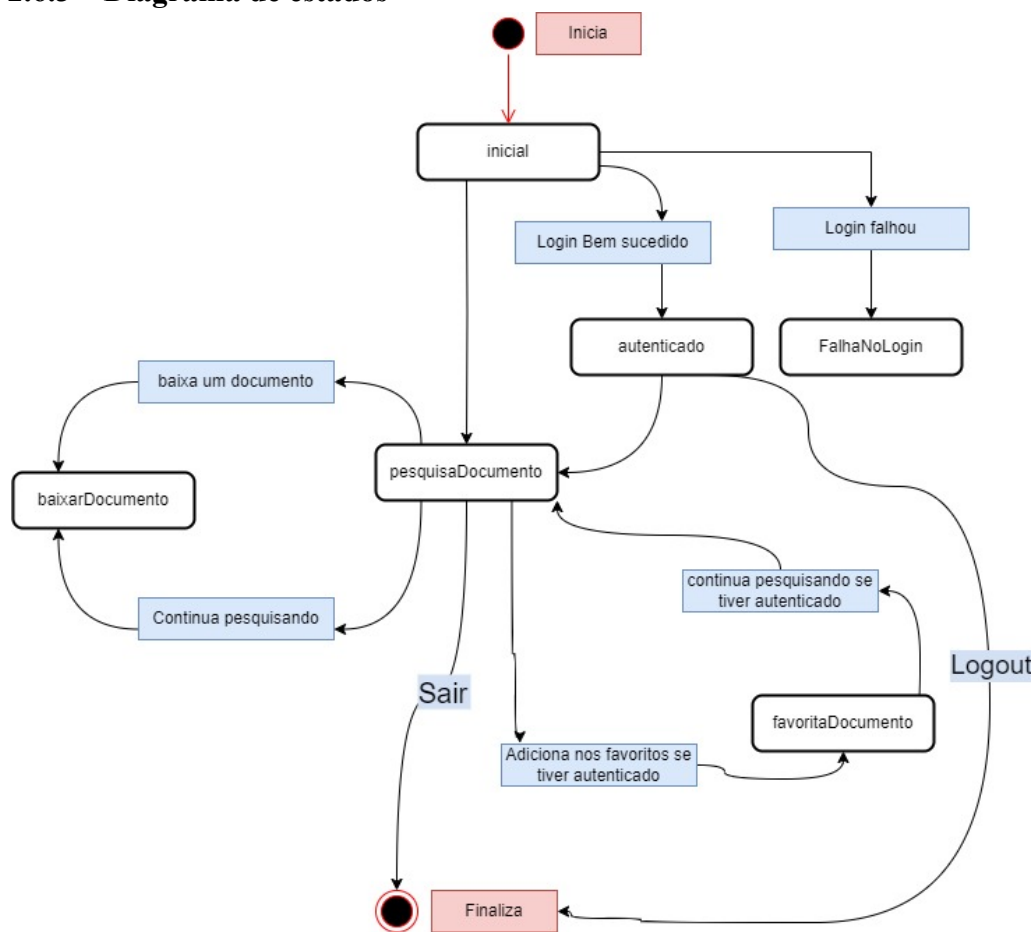 Diagrama de estados
Inicia
inicial
Login Bem sucedido
Login falhou
autenticado
FalhaNoLogin
baixa um documento
pesquisaDocumento
baixarDocumento
continua pesquisando se
tiver autenticado
Continua pesquisando
Logout
Sair
favoritaDocumento
Adiciona nos favoritos se
tiver autenticado
Finaliza